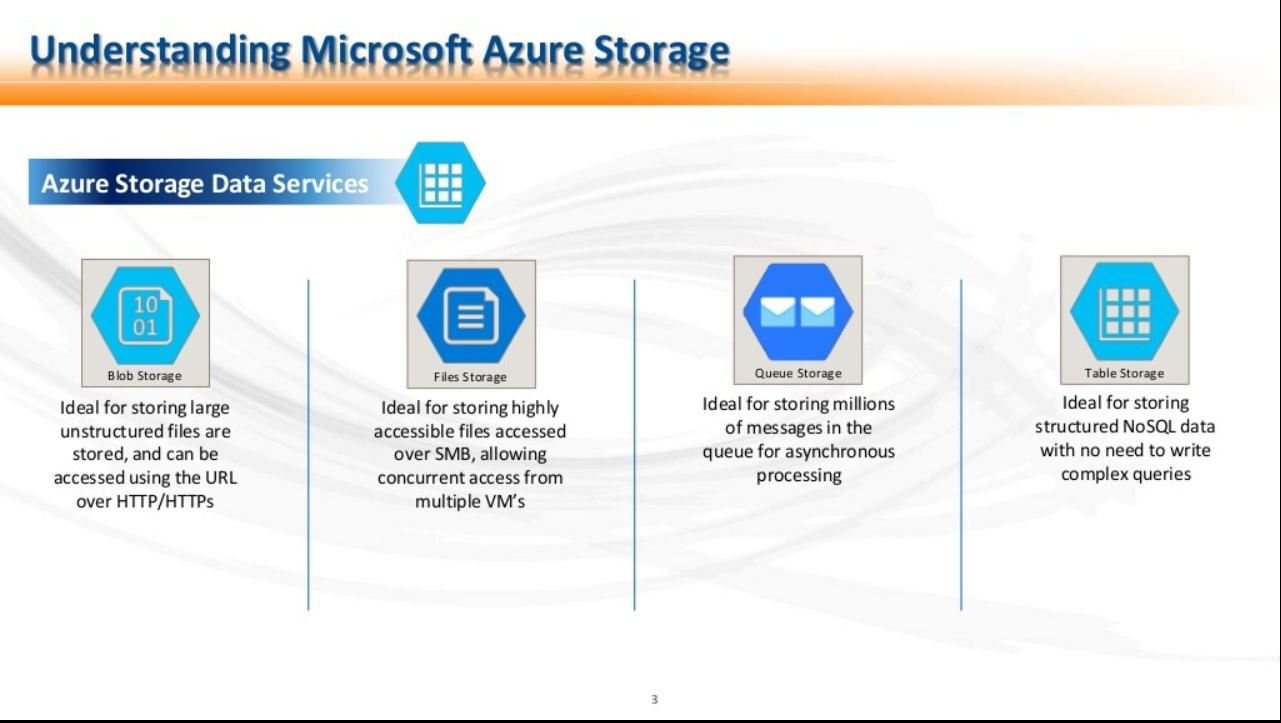 Understanding Microsoft Azure Storage
Azure Storage Data Services
10
01
Blob Storage
Ideal for storing large
unstructured files are
stored, and can be
accessed using the URL
over HTTP/HTTPs
Files Storage
Ideal for storing highly
accessible files accessed
over SMB, allowing
concurrent access from
multiple VM’s
Queue Storage
Ideal for storing millions
of messages in the
queue for asynchronous
processing
Table Storage
Ideal for storing
structured NoSQL data
with no need to write
complex queries
3